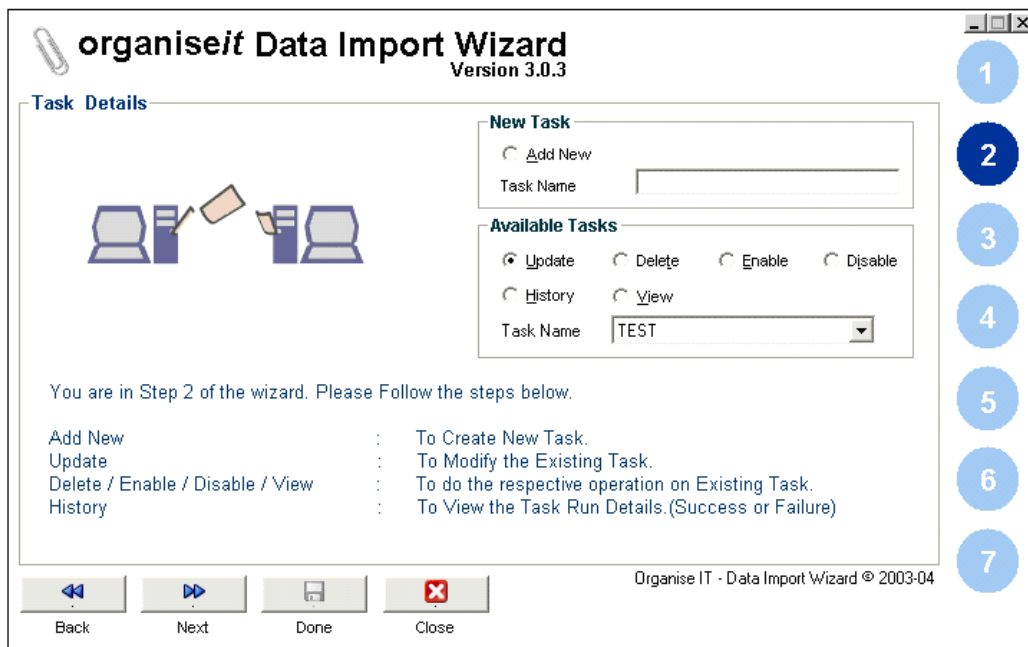 organiseit Data Import Wizard
Version 3.0.3
Task Details
New Task
Add New
Task Name
Available Tasks
Update Delete Enable Disable
History View
Task Name TEST
You are in Step 2 of the wizard. Please Follow the steps below.
Add New : To Create New Task.
Update : To Modify the Existing Task.
Delete / Enable / Disable / View : To do the respective operation on Existing Task.
History : To View the Task Run Details.(Success or Failure)
Organise IT - Data Import Wizard © 2003-04
Back Next Done Close
1
2
3
4
5
6
7